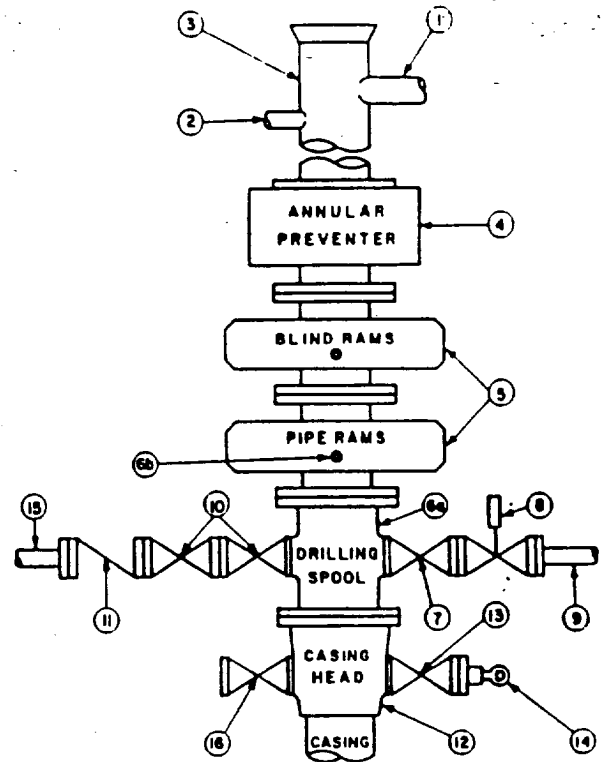 3
1
2
ANNULAR
PREVENTER
4
BLIND RAMS
5
PIPE RAMS
6b
15
10
6a
8
DRILLING
SPOOL
11
7
13
9
CASING
HEAD
16
12
14
CASING